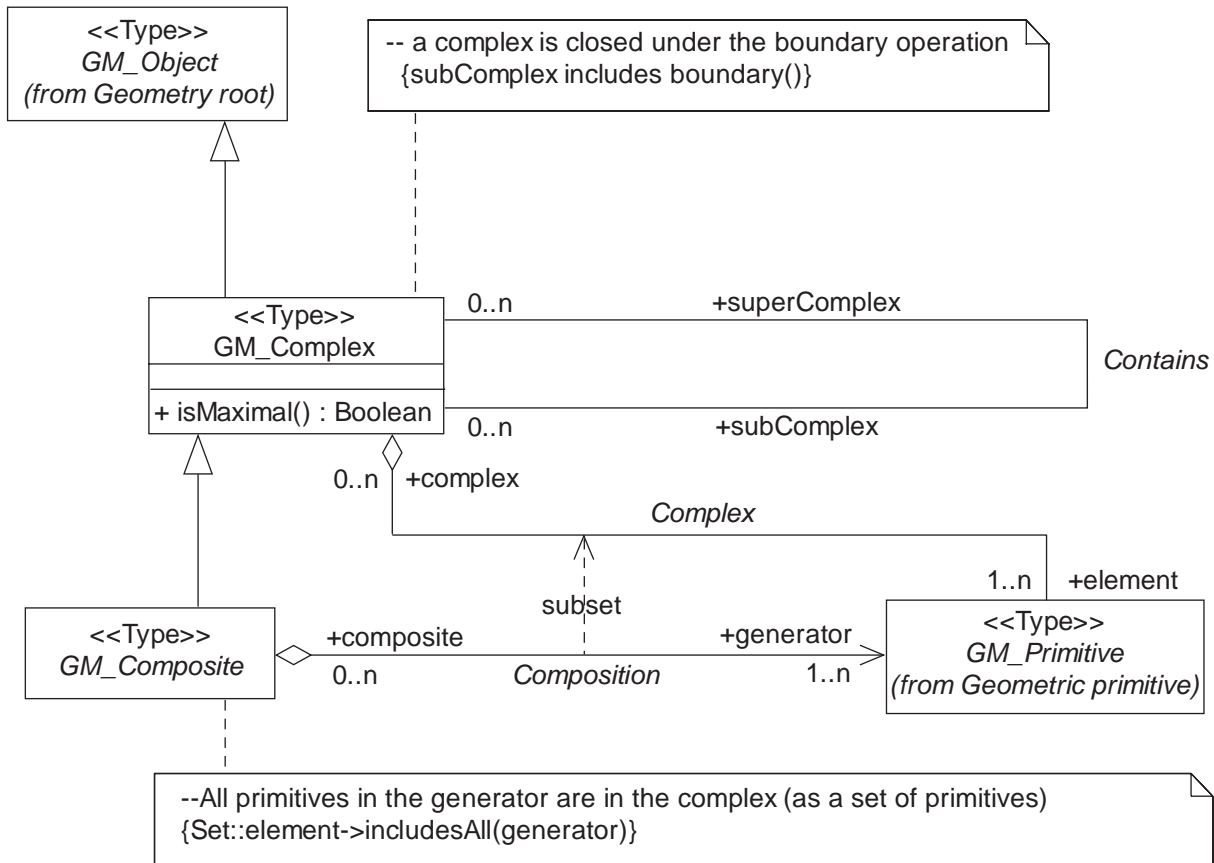 <<Type>>
GM_Object
(from Geometry root)
-- a complex is closed under the boundary operation
{subComplex includes boundary()}
<<Type>>
GM_Complex
+ isMaximal() : Boolean
0..n
+superComplex
Contains
0..n
+subComplex
0..n
+complex
Complex
1..n
+element
subset
<<Type>>
GM_Composite
+composite
0..n
Composition
+generator
1..n
<<Type>>
GM_Primitive
(from Geometric primitive)
--All primitives in the generator are in the complex (as a set of primitives)
{Set::element->includesAll(generator)}